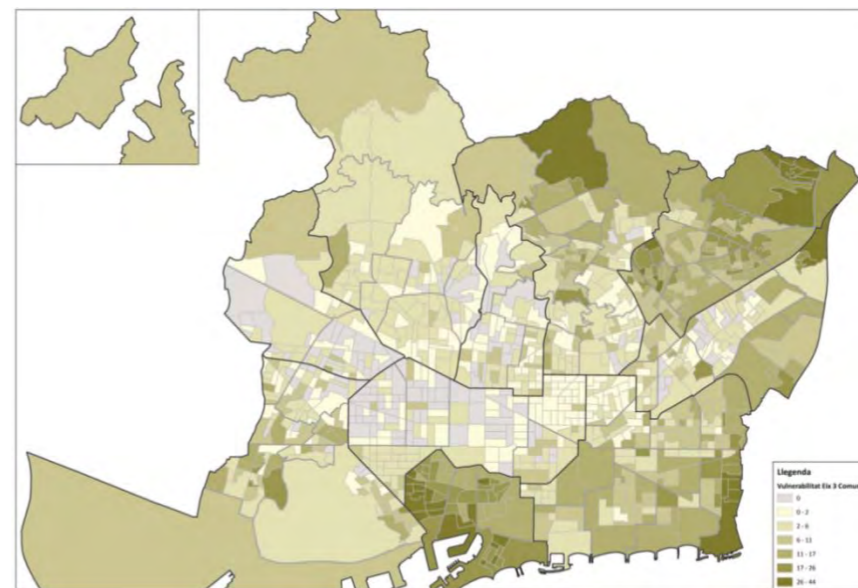 Llegenda
Vulnerabilitat Eix 3 Comu
0
0 - 2
2 - 6
6 - 11
11 - 17
17 - 26
26 - 44